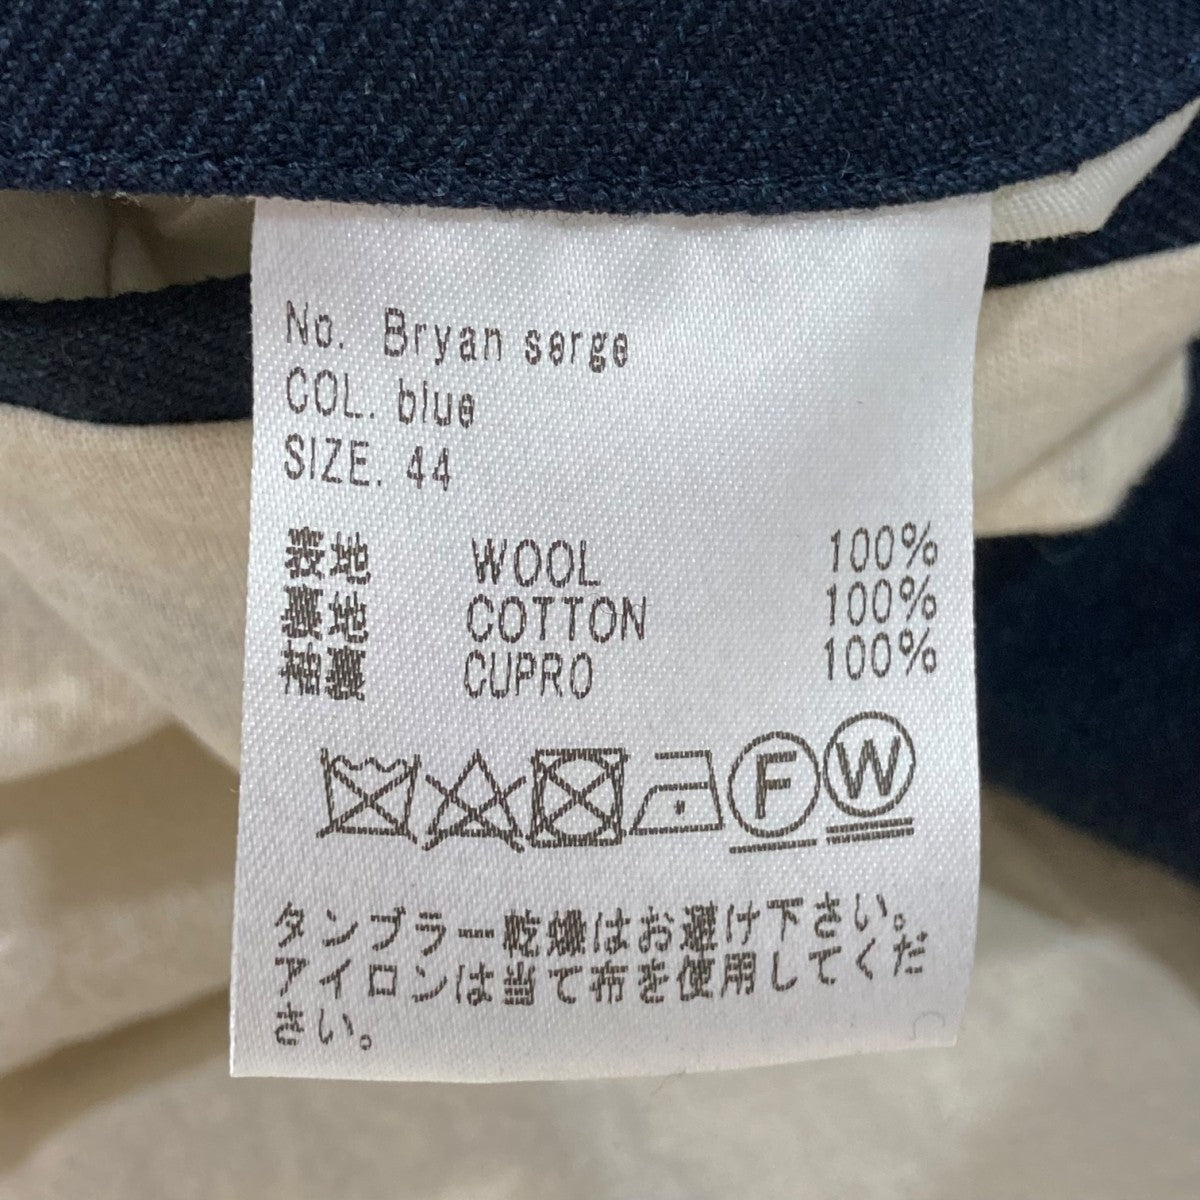 No. Bryan serge
COL. blue
SIZE. 44
表地 WOOL 100%
裏地 COTTON 100%
袖裏 CUPRO 100%
F W
タンブラー乾燥はお避け下さい。
アイロンは当て布を使用してくだ
さい。